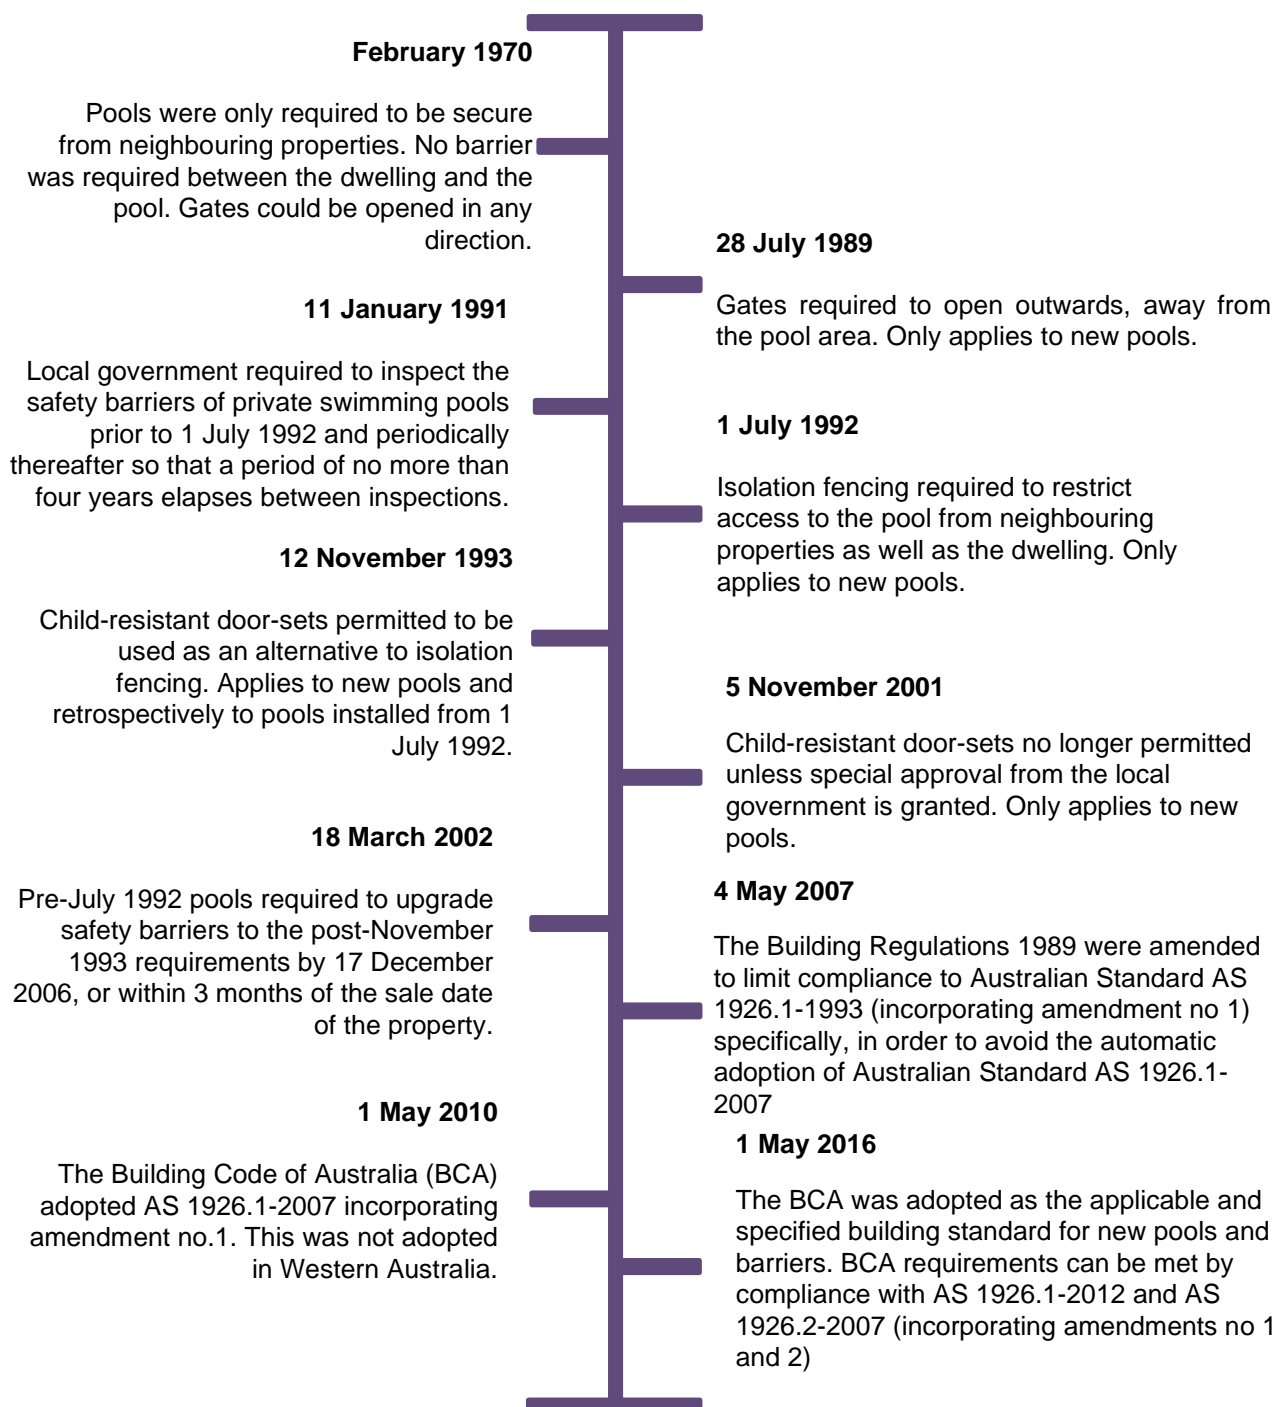 February 1970
Pools were only required to be secure
from neighbouring properties. No barrier
was required between the dwelling and the
pool. Gates could be opened in any
direction.
28 July 1989
Gates required to open outwards, away from
the pool area. Only applies to new pools.
11 January 1991
Local government required to inspect the
safety barriers of private swimming pools
prior to 1 July 1992 and periodically
thereafter so that a period of no more than
four years elapses between inspections.
1 July 1992
Isolation fencing required to restrict
access to the pool from neighbouring
properties as well as the dwelling. Only
applies to new pools.
12 November 1993
Child-resistant door-sets permitted to be
used as an alternative to isolation
fencing. Applies to new pools and
retrospectively to pools installed from 1
July 1992.
5 November 2001
Child-resistant door-sets no longer permitted
unless special approval from the local
government is granted. Only applies to new
pools.
18 March 2002
Pre-July 1992 pools required to upgrade
safety barriers to the post-November
1993 requirements by 17 December
2006, or within 3 months of the sale date
of the property.
4 May 2007
The Building Regulations 1989 were amended
to limit compliance to Australian Standard AS
1926.1-1993 (incorporating amendment no 1)
specifically, in order to avoid the automatic
adoption of Australian Standard AS 1926.1-
2007
1 May 2010
The Building Code of Australia (BCA)
adopted AS 1926.1-2007 incorporating
amendment no.1. This was not adopted
in Western Australia.
1 May 2016
The BCA was adopted as the applicable and
specified building standard for new pools and
barriers. BCA requirements can be met by
compliance with AS 1926.1-2012 and AS
1926.2-2007 (incorporating amendments no 1
and 2)